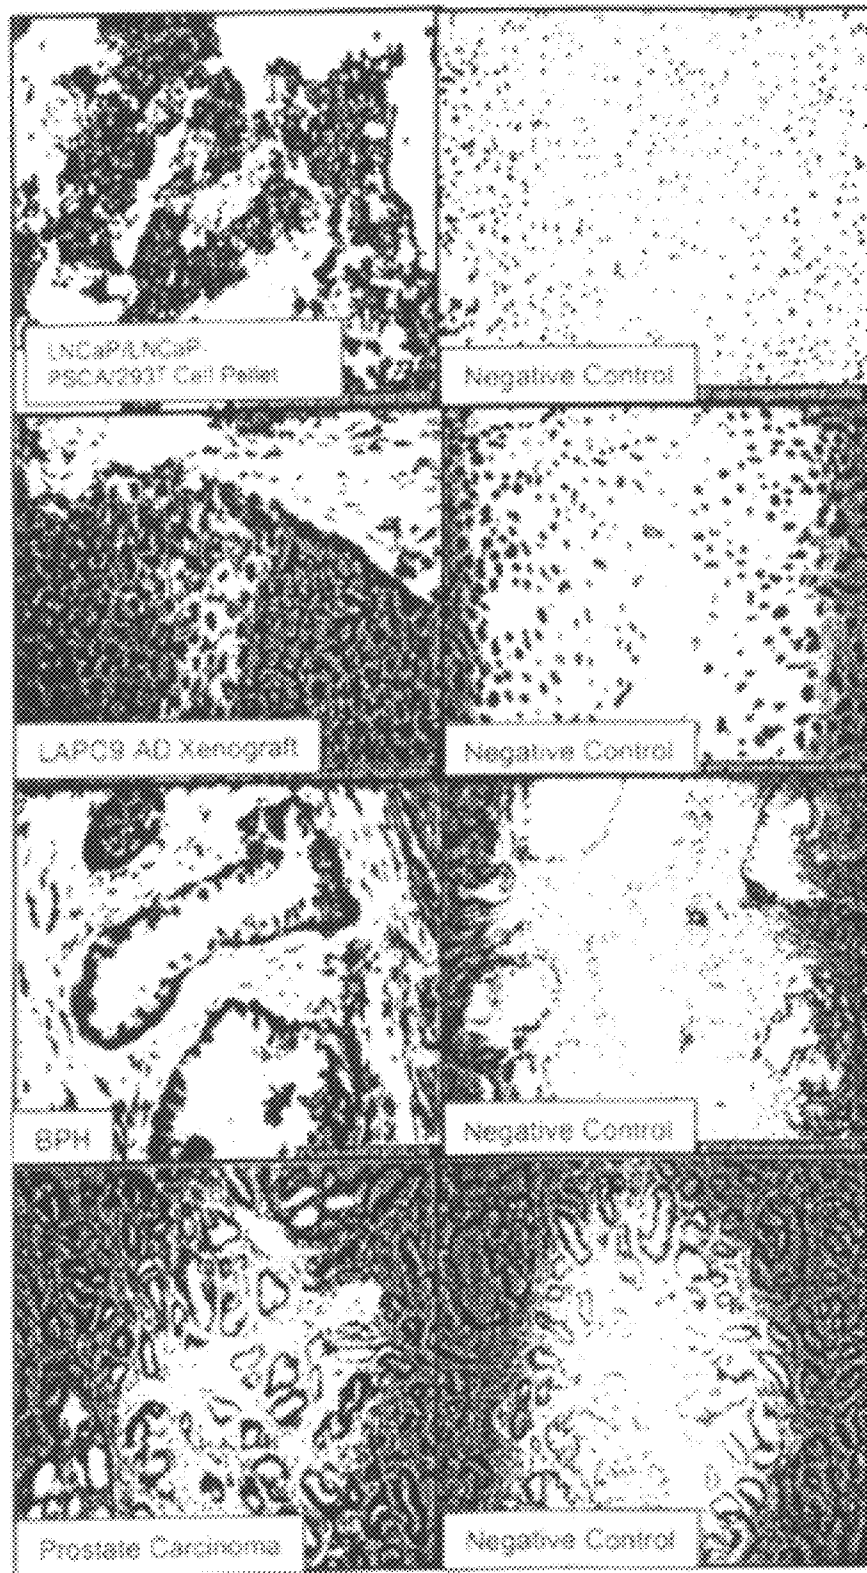 LNCaP/LNCaP-
PSCA/293T Cell Pellet
Negative Control
LAPC9 AD Xenograft
Negative Control
BPH
Negative Control
Prostate Carcinoma
Negative Control